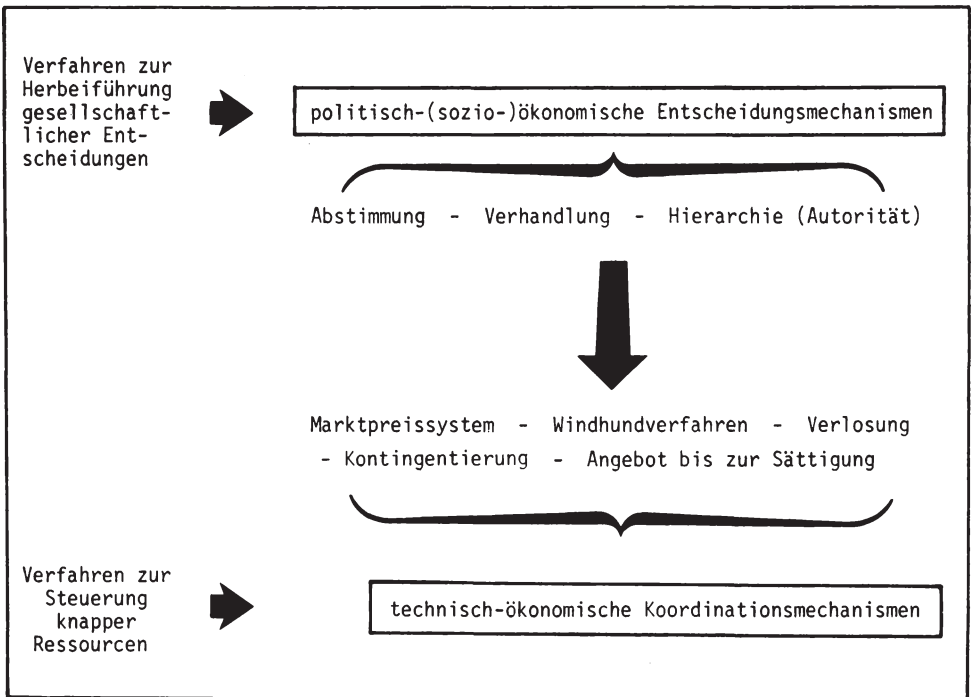 Verfahren zur
Herbeiführung
gesellschaft-
licher Ent-
scheidungen
politisch-(sozio-)ökonomische Entscheidungsmechanismen
Abstimmung - Verhandlung - Hierarchie (Autorität)
Marktpreissystem - Windhundverfahren - Verlosung
- Kontingentierung - Angebot bis zur Sättigung
Verfahren zur
Steuerung
knapper
Ressourcen
technisch-ökonomische Koordinationsmechanismen